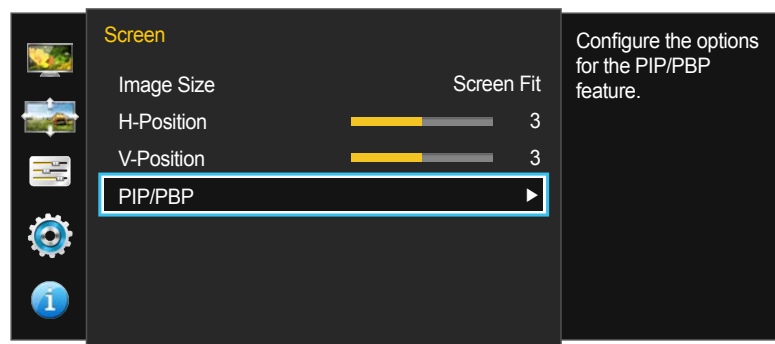 Screen
Image Size Screen Fit
H-Position 3
V-Position 3
PIP/PBP
Configure the options
for the PIP/PBP
feature.